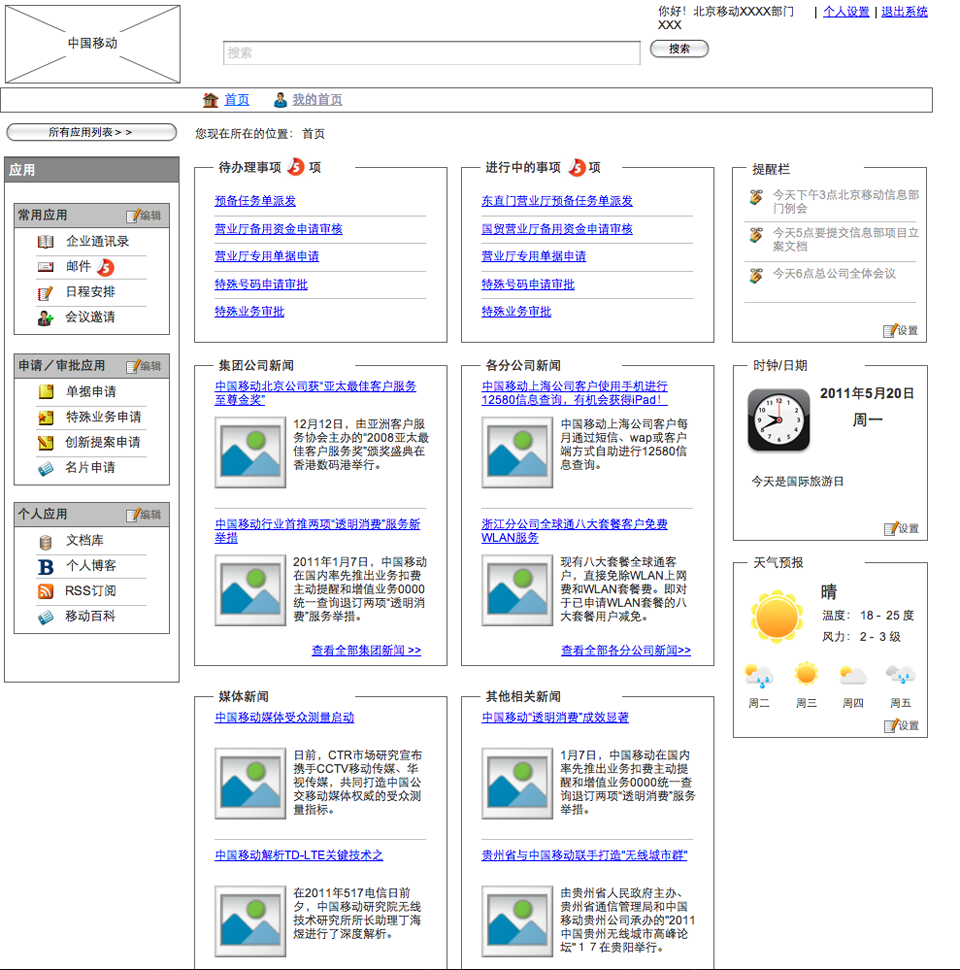 中国移动
你好！北京移动XXXX部门
XXX
| 个人设置 | 退出系统
搜索
搜索
首页
我的首页
所有应用列表> >
您现在所在的位置： 首页
应用
常用应用
编辑
企业通讯录
邮件 5
日程安排
会议邀请
申请／审批应用
编辑
单据申请
特殊业务申请
创新提案申请
名片申请
个人应用
编辑
文档库
B 个人博客
RSS订阅
移动百科
待办理事项 5 项
预备任务单派发
营业厅备用资金申请审核
营业厅专用单据申请
特殊号码申请审批
特殊业务审批
进行中的事项 5 项
东直门营业厅预备任务单派发
国贸营业厅备用资金申请审核
营业厅专用单据申请
特殊号码申请审批
特殊业务审批
提醒栏
今天下午3点北京移动信息部
门例会
今天5点要提交信息部项目立
案文档
今天6点总公司全体会议
设置
集团公司新闻
中国移动北京公司获“亚太最佳客户服务
至尊金奖”
12月12日，由亚洲客户服
务协会主办的“2008亚太最
佳客户服务奖”颁奖盛典在
香港数码港举行。
中国移动行业首推两项“透明消费”服务新
举措
2011年1月7日，中国移动
在国内率先推出业务扣费
主动提醒和增值业务0000
统一查询退订两项“透明消
费”服务举措。
查看全部集团新闻 >>
各分公司新闻
中国移动上海公司客户使用手机进行
12580信息查询，有机会获得iPad！
中国移动上海公司客户每
月通过短信、wap或客户
端方式自助进行12580信
息查询。
浙江分公司全球通八大套餐客户免费
WLAN服务
现有八大套餐全球通客
户，直接免除WLAN上网
费和WLAN套餐费。即对
于已申请WLAN套餐的八
大套餐用户减免。
查看全部各分公司新闻>>
时钟/日期
2011年5月20日
周一
今天是国际旅游日
设置
天气预报
晴
温度： 18 - 25 度
风力： 2 - 3 级
周二
周三
周四
周五
设置
媒体新闻
中国移动媒体受众测量启动
日前，CTR市场研究宣布
携手CCTV移动传媒、华
视传媒，共同打造中国公
交移动媒体权威的受众测
量指标。
中国移动解析TD-LTE关键技术之
在2011年517电信日前
夕，中国移动研究院无线
技术研究所所长助理丁海
煜进行了深度解析。
其他相关新闻
中国移动“透明消费”成效显著
1月7日，中国移动在国内
率先推出业务扣费主动提
醒和增值业务0000统一查
询退订两项“透明消费”服务
举措。
贵州省与中国移动联手打造“无线城市群”
由贵州省人民政府主办、
贵州省通信管理局和中国
移动贵州公司承办的“2011
中国贵州无线城市高峰论
坛”１７在贵阳举行。